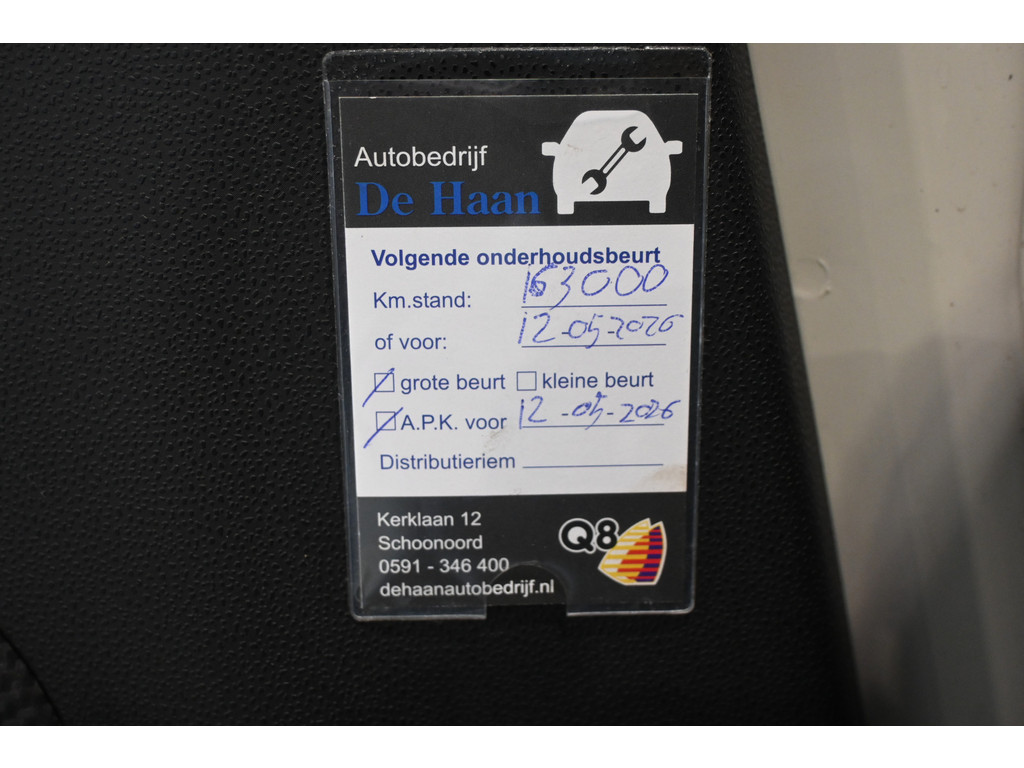 Autobedrijf
De Haan
Volgende onderhoudsbeurt
Km.stand: 163000
of voor: 12-05-2026
grote beurt kleine beurt
A.P.K. voor 12-05-2026
Distributieriem
Kerklaan 12
Schoonoord
0591 - 346 400
dehaanautobedrijf.nl
Q8